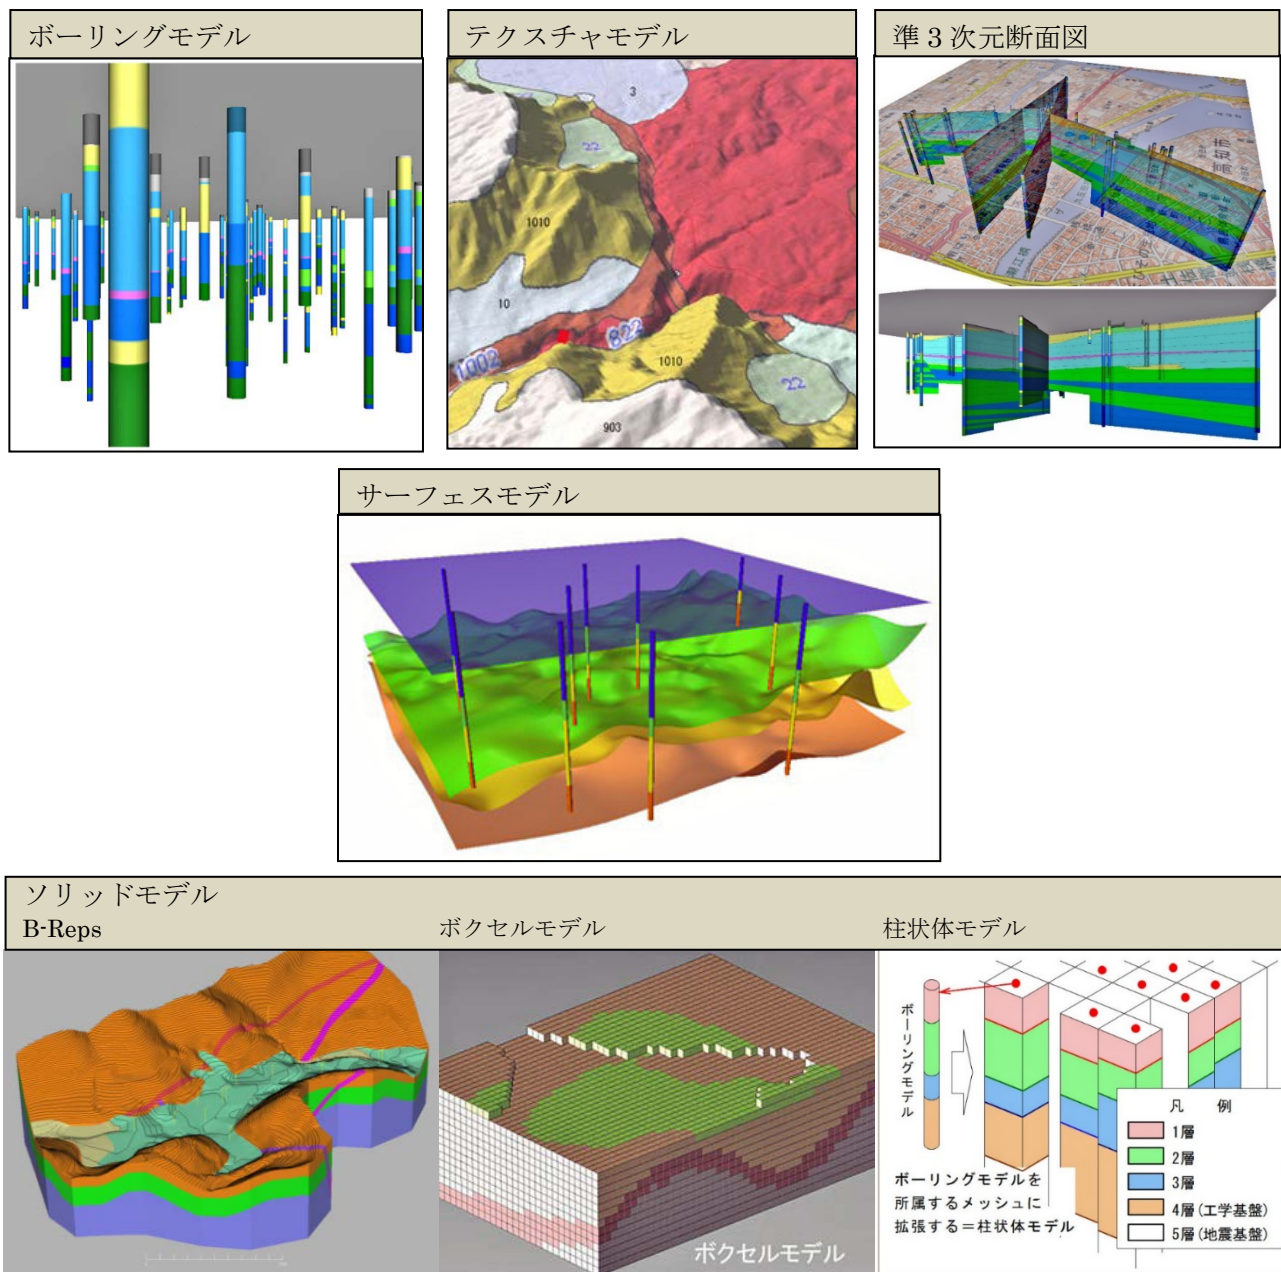 ボーリングモデル
テクスチャモデル
準3次元断面図
3
22
1010
10
1002
822
1010
22
903
高知市
サーフェスモデル
ソリッドモデル
B-Reps
ボクセルモデル
柱状体モデル
ボクセルモデル
ボーリングモデル
ボーリングモデルを
所属するメッシュに
拡張する=柱状体モデル
凡 例
1層
2層
3層
4層(工学基盤)
5層(地震基盤)